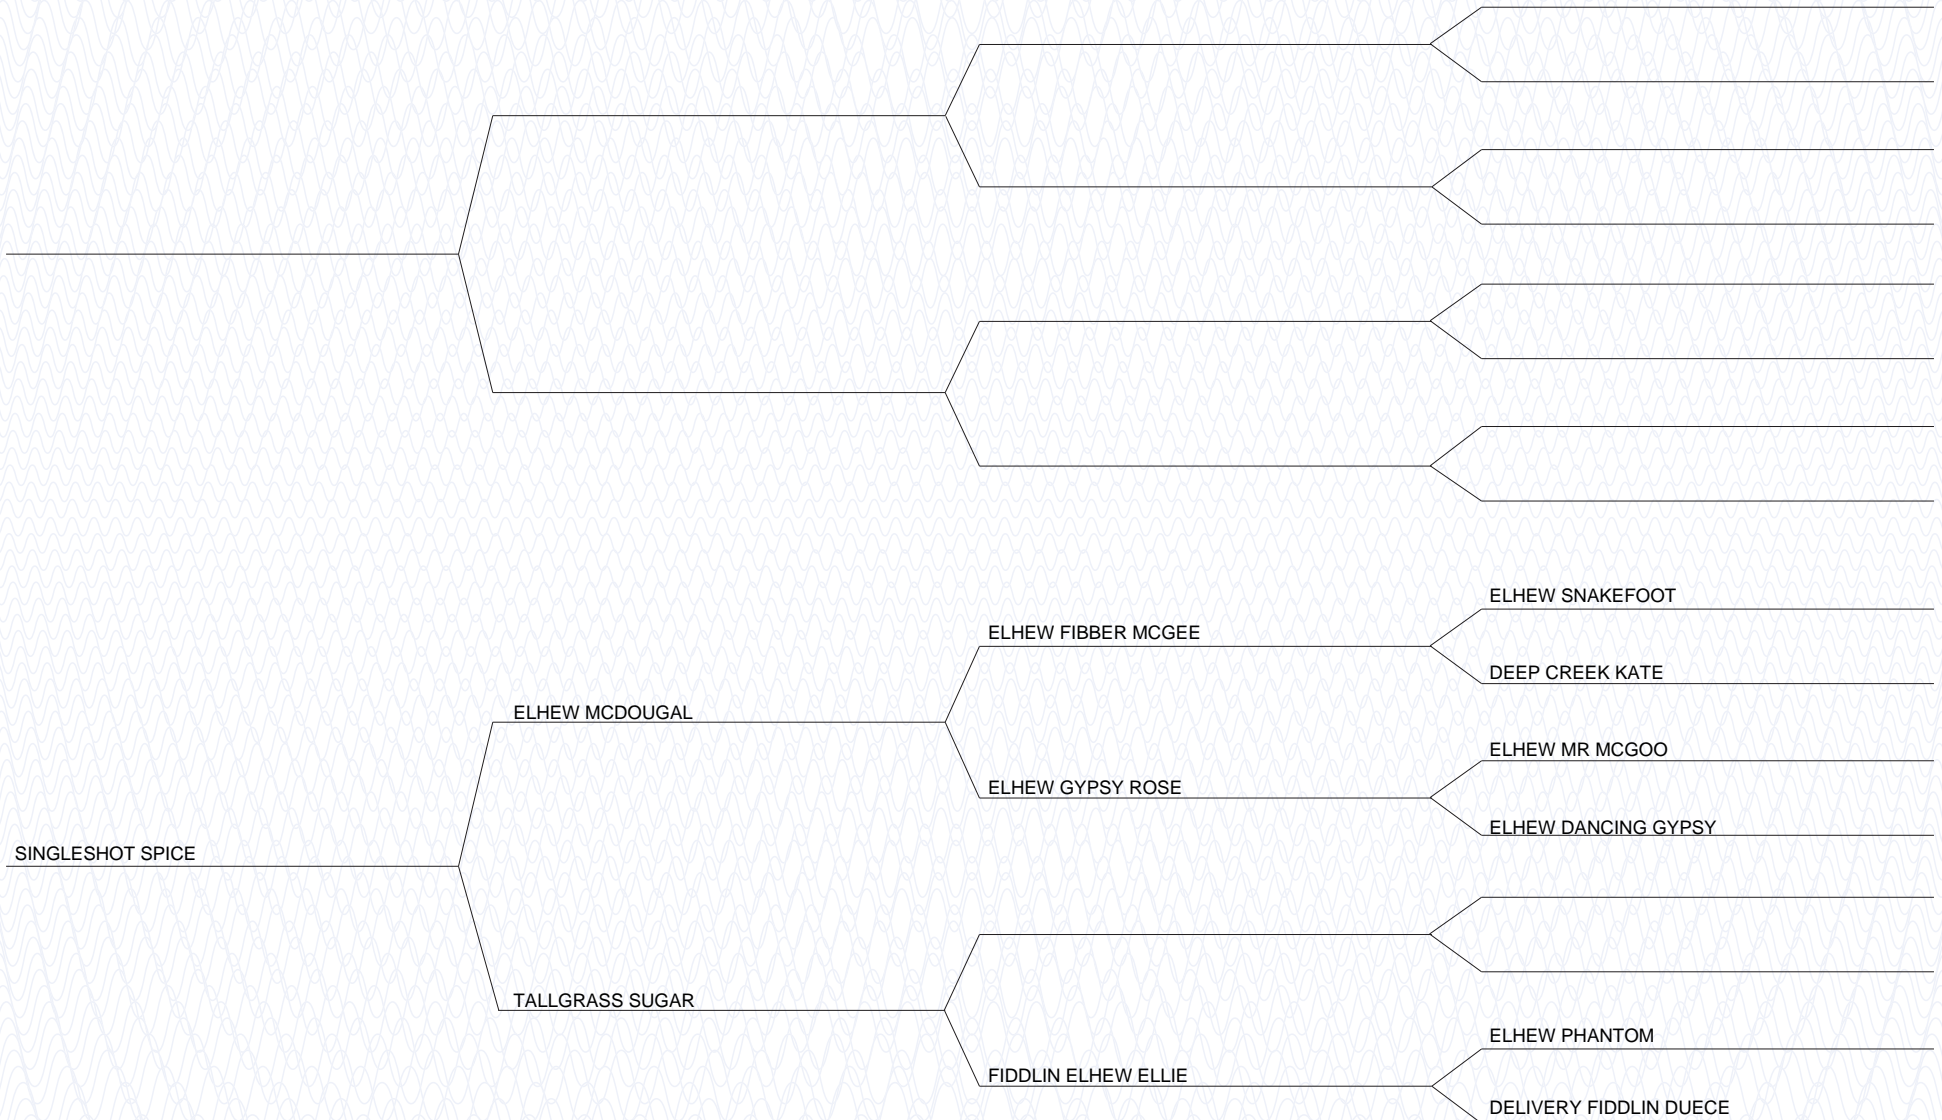 ELHEW SNAKEFOOT
ELHEW FIBBER MCGEE
DEEP CREEK KATE
ELHEW MCDOUGAL
ELHEW MR MCGOO
ELHEW GYPSY ROSE
ELHEW DANCING GYPSY
SINGLESHOT SPICE
TALLGRASS SUGAR
ELHEW PHANTOM
FIDDLIN ELHEW ELLIE
DELIVERY FIDDLIN DUECE